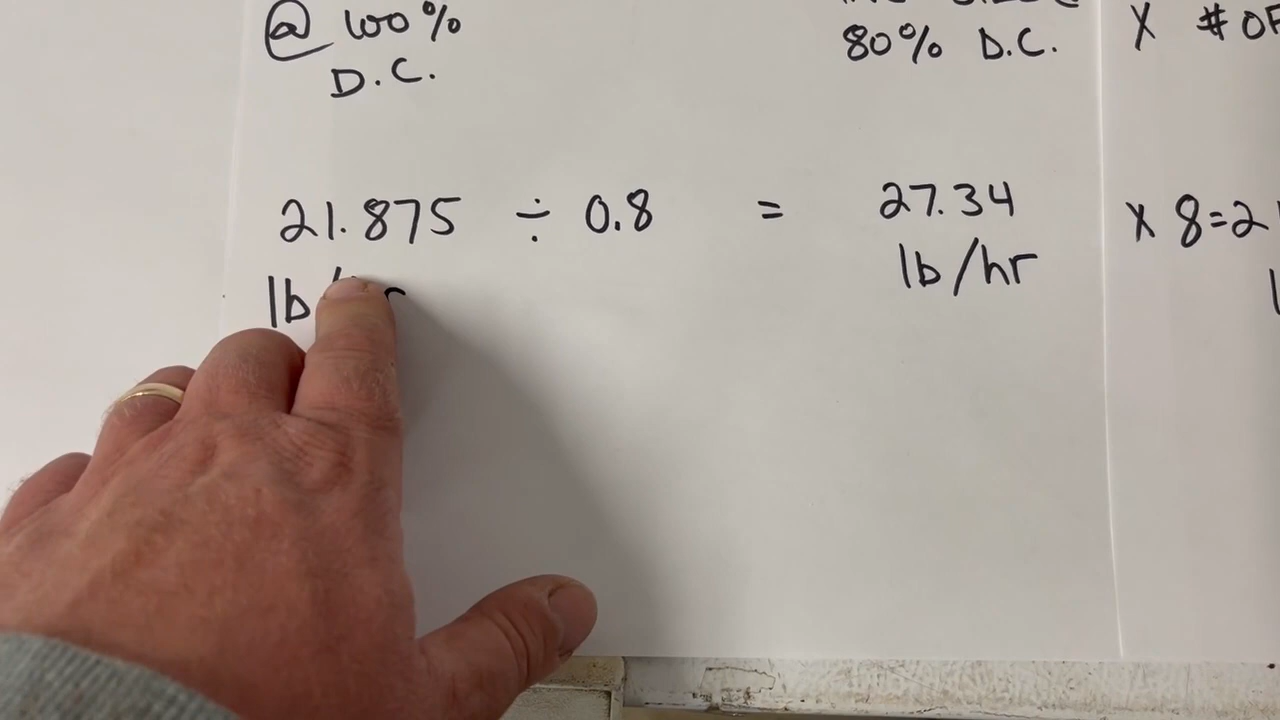 @ 100%
D.C.
80% D.C.
X # OF
21.875 ÷ 0.8 = 27.34
X 8=2
lb
lb/hr